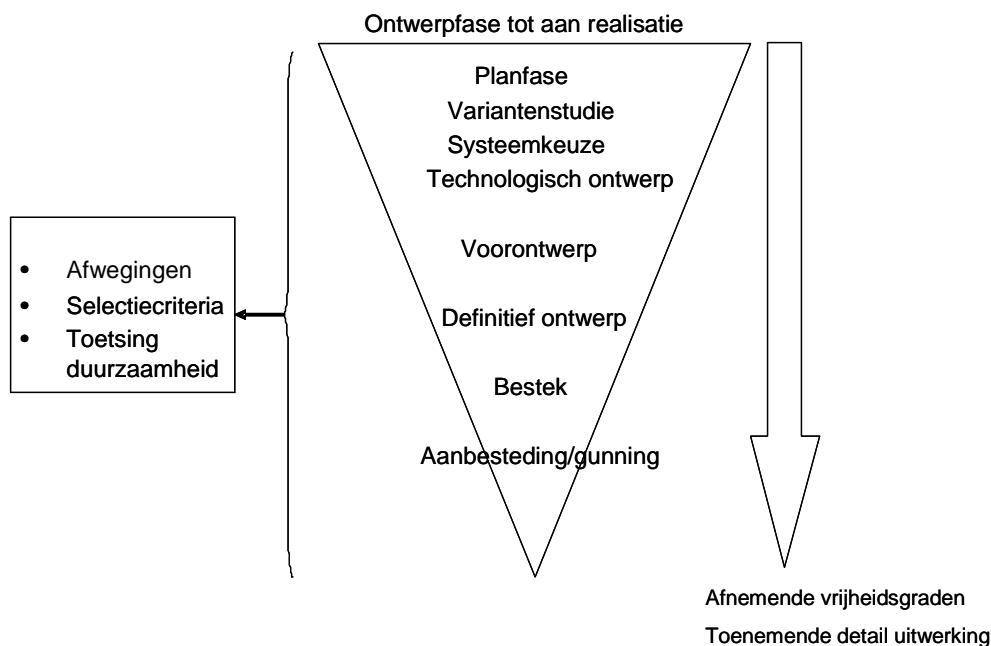 Ontwerpfase tot aan realisatie
Planfase
Variantenstudie
Systeemkeuze
Technologisch ontwerp
Voorontwerp
Definitief ontwerp
Bestek
Aanbesteding/gunning
• Afwegingen
• Selectiecriteria
• Toetsing
duurzaamheid
Afnemende vrijheidsgraden
Toenemende detail uitwerking